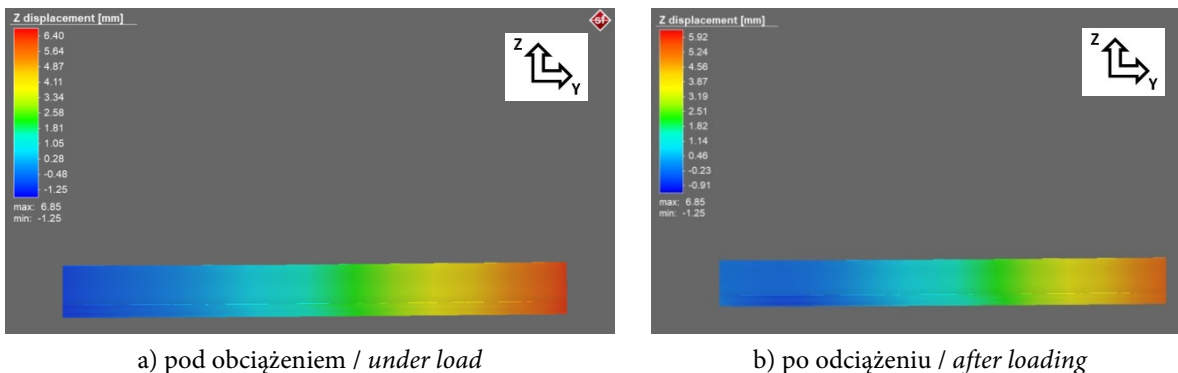 Z displacement [mm]
6.40
5.64
4.87
4.11
3.34
2.58
1.81
1.05
0.28
-0.48
-1.25
max: 6.85
min: -1.25
Z
Y
sf
a) pod obciążeniem / under load
Z displacement [mm]
5.92
5.24
4.56
3.87
3.19
2.51
1.82
1.14
0.46
-0.23
-0.91
max: 6.85
min: -1.25
Z
Y
b) po odciążeniu / after loading